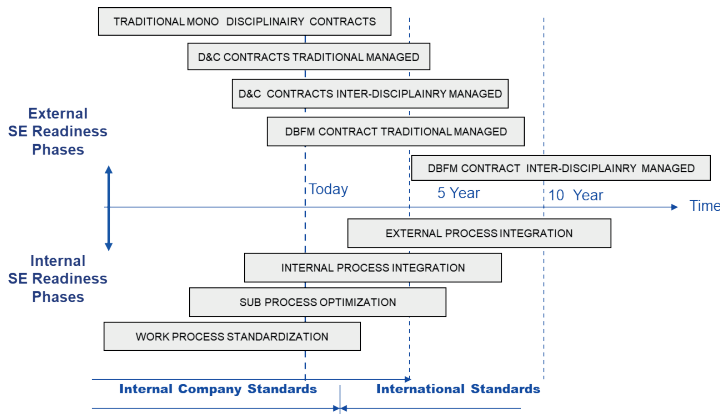 TRADITIONAL MONO DISCIPLINAIRY CONTRACTS
D&C CONTRACTS TRADITIONAL MANAGED
D&C CONTRACTS INTER-DISCIPLAINRY MANAGED
External
SE Readiness
Phases
DBFM CONTRACT TRADITIONAL MANAGED
DBFM CONTRACT INTER-DISCIPLAINRY MANAGED
Today
5 Year
10 Year
Time
EXTERNAL PROCESS INTEGRATION
Internal
SE Readiness
Phases
INTERNAL PROCESS INTEGRATION
SUB PROCESS OPTIMIZATION
WORK PROCESS STANDARDIZATION
Internal Company Standards
International Standards